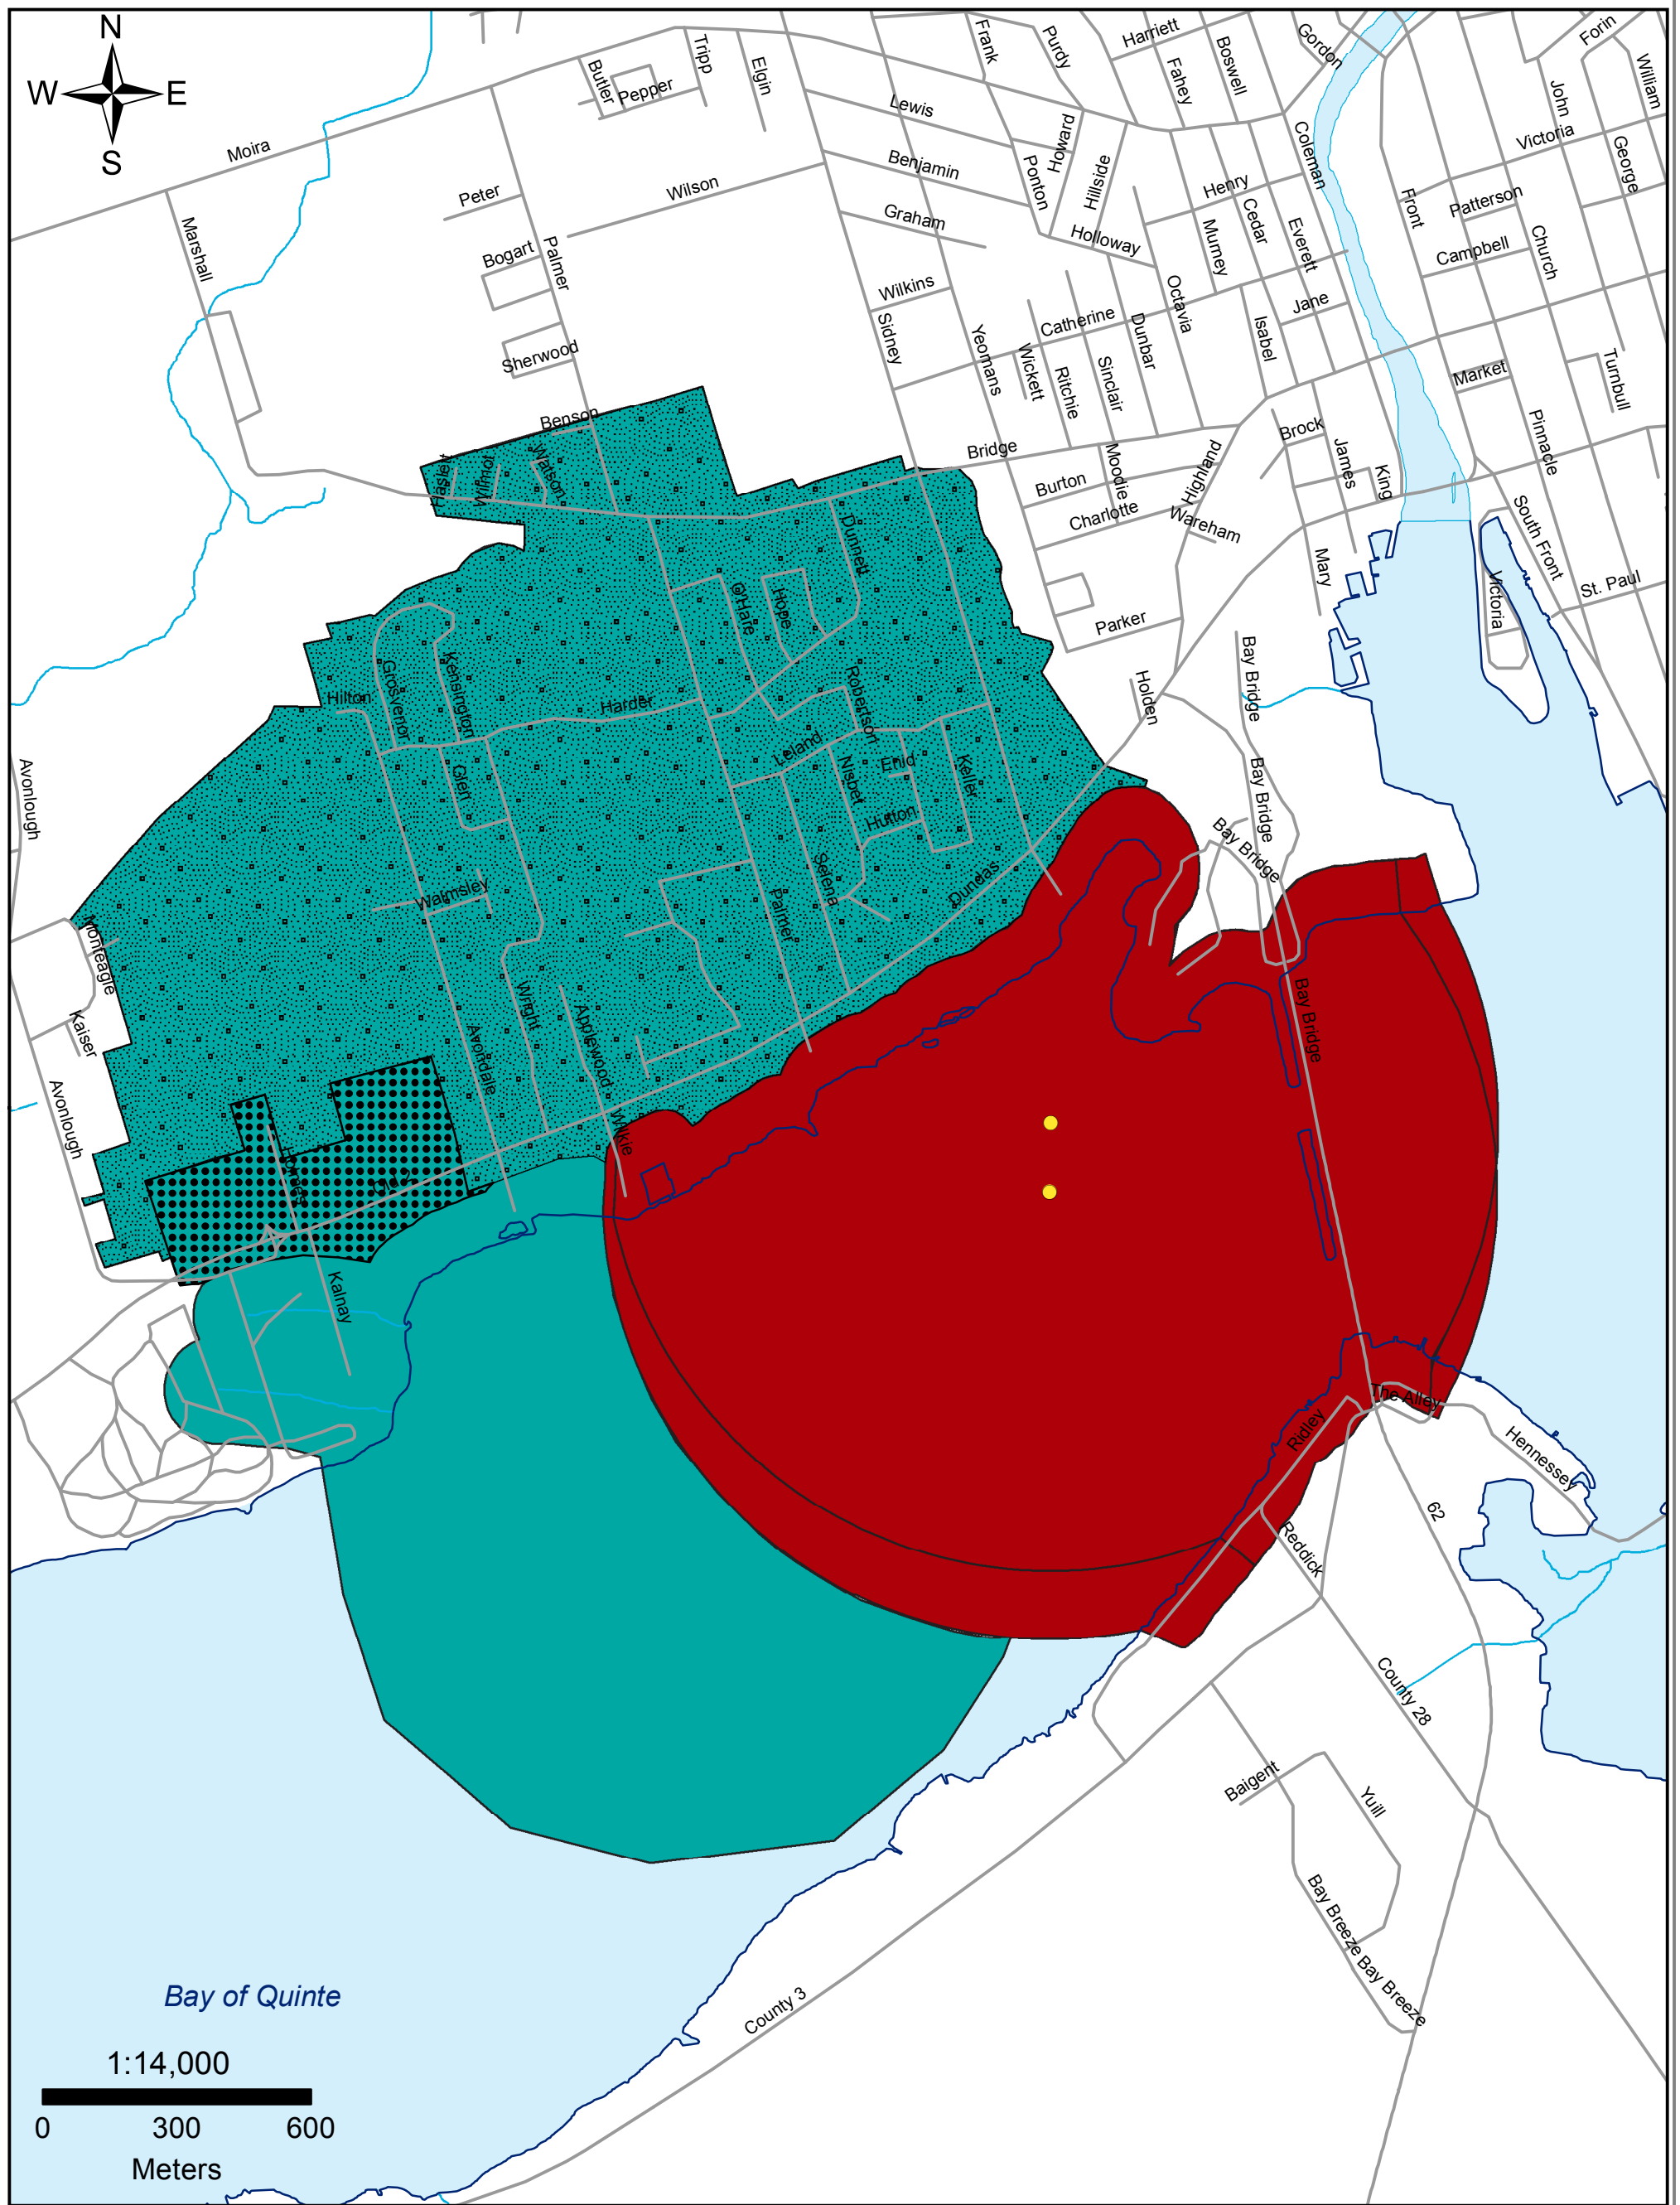 N
W
E
S
Moira
Butler
Pepper
Tripp
Elgin
Frank
Purdy
Harriett
Fahey
Boswell
Gordon
Forin
John
William
Victoria
George
Lewis
Benjamin
Graham
Ponton
Howard
Hillside
Holloway
Coleman
Henry
Cedar
Murney
Everett
Front
Patterson
Campbell
Church
Marshall
Peter
Wilson
Bogart
Palmer
Sherwood
Wilkins
Sidney
Yeomans
Catherine
Octavia
Jane
Isabel
Dunbar
Wickett
Ritchie
Sinclair
Market
Turnbull
Benson
Haslett
Wilmot
Watson
Bridge
Burton
Charlotte
Moodie
Highland
Wareham
Brock
James
King
Pinnacle
South Front
St. Paul
Victoria
Mary
Parker
Holden
Dunnett
O'Hare
Hope
Bay Bridge
Bay Bridge
Bay Bridge
Bay Bridge
Hilton
Grosvenor
Kensington
Harder
Robertson
Leland
Glen
Nisbet
Enid
Keller
Hutton
Avonlough
Walmsley
Selena
Palmer
Dundas
Monteagle
Kaiser
Avonlough
Wright
Avondale
Applewood
Wilkie
Holmes
Old 2
Kalnay
The Alley
Ridley
Hennessey
Reddick
62
County 28
Baigent
Yuill
Bay Breeze
Bay Breeze
County 3
Bay of Quinte
1:14,000
0 300 600
Meters